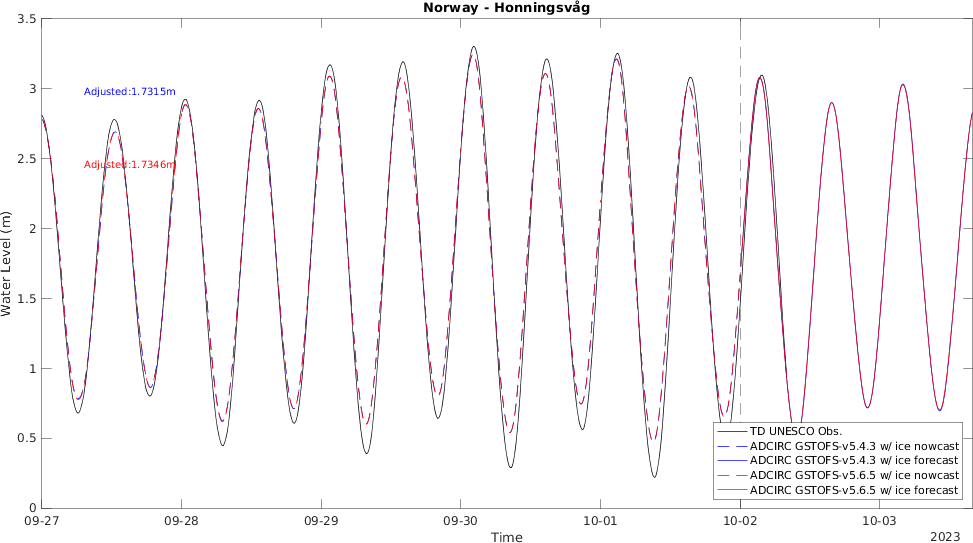 Norway - Honningsvåg
3.5
3
2.5
2
1.5
1
0.5
0
Water Level (m)
Adjusted:1.7315m
Adjusted:1.7346m
TD UNESCO Obs.
ADCIRC GSTOFS-v5.4.3 w/ ice nowcast
ADCIRC GSTOFS-v5.4.3 w/ ice forecast
ADCIRC GSTOFS-v5.6.5 w/ ice nowcast
ADCIRC GSTOFS-v5.6.5 w/ ice forecast
09-27 09-28 09-29 09-30 10-01 10-02 10-03
Time
2023